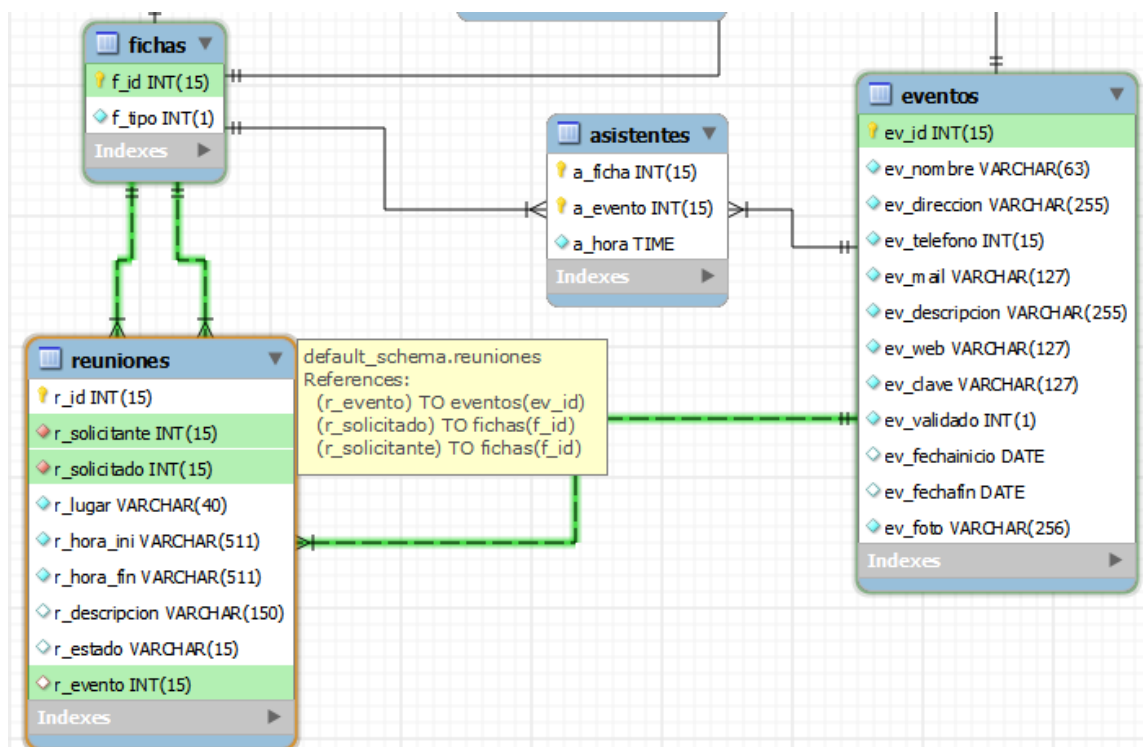 fichas
f_id INT(15)
f_tipo INT(1)
Indexes
asistentes
a_ficha INT(15)
a_evento INT(15)
a_hora TIME
Indexes
eventos
ev_id INT(15)
ev_nombre VARCHAR(63)
ev_direccion VARCHAR(255)
ev_telefono INT(15)
ev_mail VARCHAR(127)
ev_descripción VARCHAR(255)
ev_web VARCHAR(127)
ev_clave VARCHAR(127)
ev_validado INT(1)
ev_fechainicio DATE
ev_fechafin DATE
ev_foto VARCHAR(256)
Indexes
reuniones
r_id INT(15)
r_solicitante INT(15)
r_solicitado INT(15)
r_lugar VARCHAR(40)
r_hora_ini VARCHAR(511)
r_hora_fin VARCHAR(511)
r_descripcion VARCHAR(150)
r_estado VARCHAR(15)
r_evento INT(15)
Indexes
default_schema.reuniones
References:
(r_evento) TO eventos(ev_id)
(r_solicitado) TO fichas(f_id)
(r_solicitante) TO fichas(f_id)